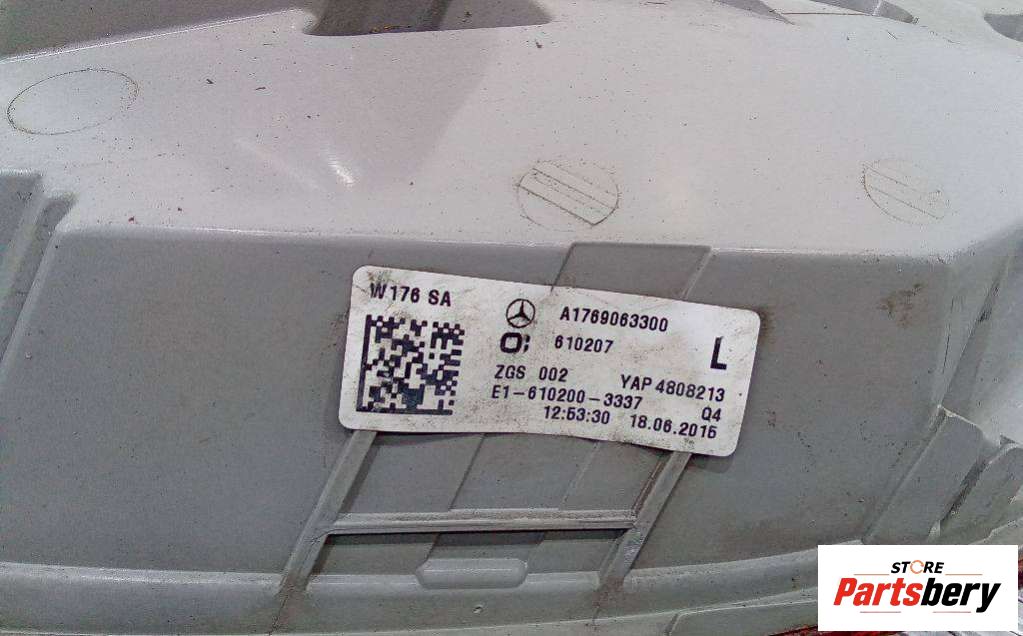 W176 SA
A1769063300
610207
L
ZGS 002
YAP 4808213
E1-610200-3337
Q4
12:53:30 18.06.2015
STORE
Partsbery